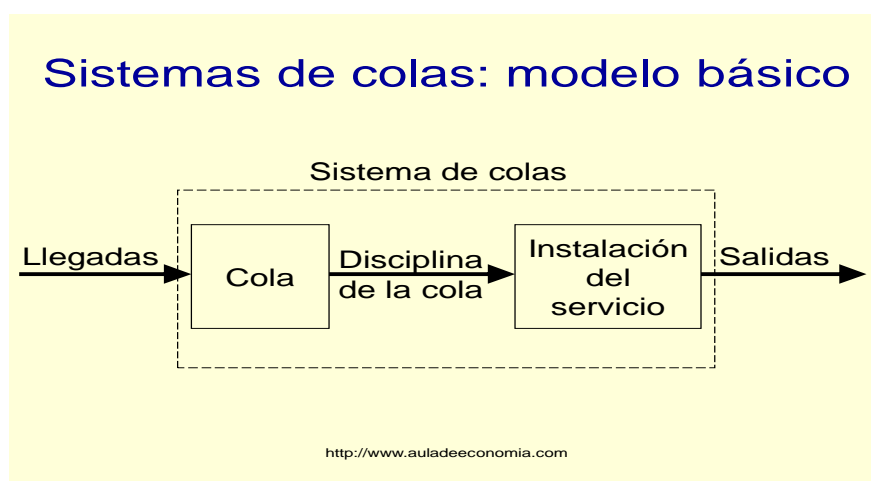 Sistemas de colas: modelo básico
Sistema de colas
Llegadas
Cola
Disciplina
de la cola
Instalación
del
servicio
Salidas
http://www.auladeeconomia.com